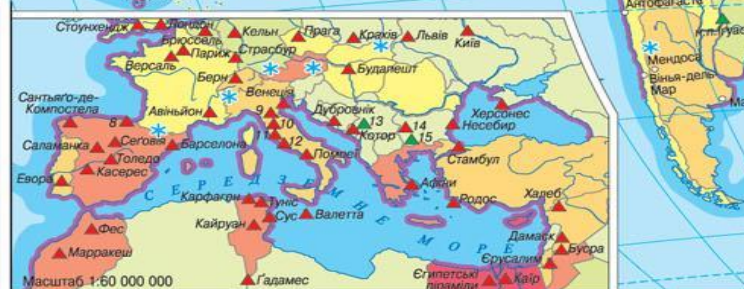 Стоунхендж
Лондон
Кельн
Прага
Краків
Львів
Київ
Брюссель
Париж
Страсбур
Версаль
Берн
Будапешт
Венеція
Сантьяго-де-
Компостела
Авіньйон
8
9
10
11
12
Дубровнік
13
Котор
14
15
Херсонес
Несебир
Саламанка
Сеговія
Толедо
Барселона
Касерес
Евора
Помпеї
Стамбул
Афіни
Родос
Халеб
СЕРЕДЗЕМНЕ МОРЕ
Карфаген
Туніс
Кайруан
Сус
Валетта
Фес
Марракеш
Дамаск
Бусра
Єрусалим
Ґадамес
Єгипетські
піраміди
Каїр
Масштаб 1:60 000 000
Антофагаста
Мендоса
Вінья-дель-
Мар